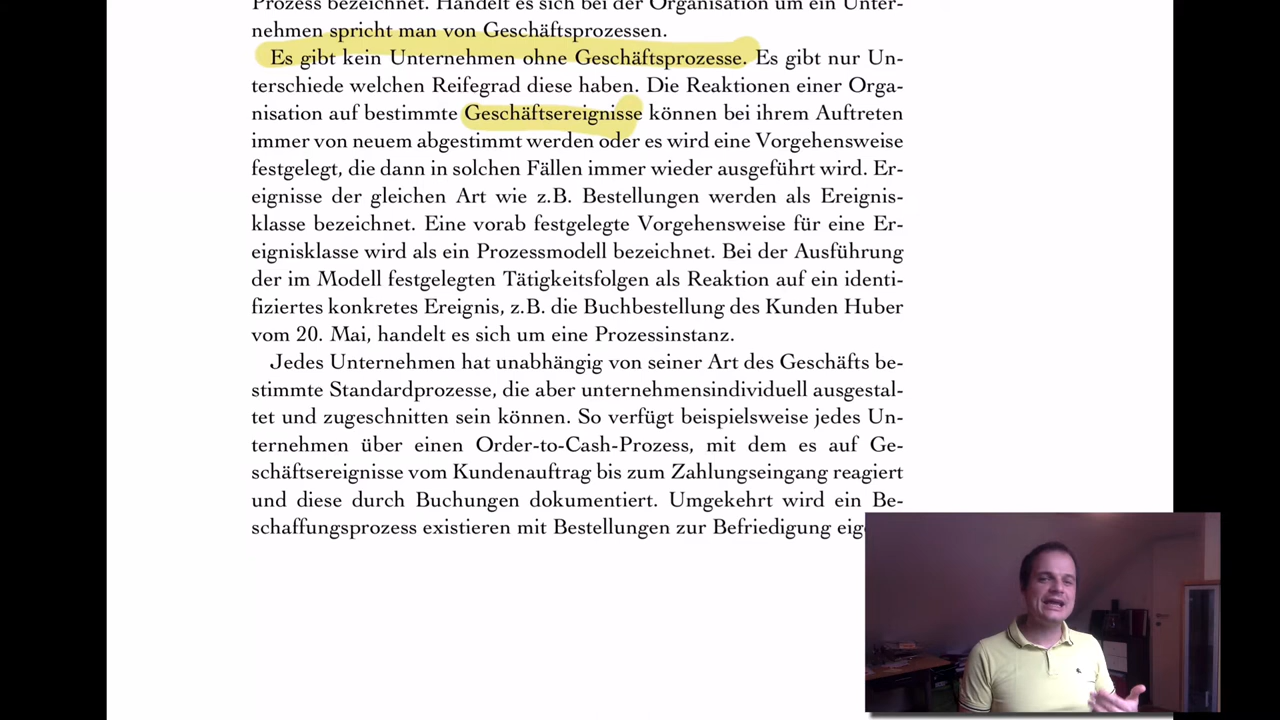 Prozess bezeichnet. Handelt es sich bei der Organisation um ein Unter-
nehmen spricht man von Geschäftsprozessen.
Es gibt kein Unternehmen ohne Geschäftsprozesse. Es gibt nur Un-
terschiede welchen Reifegrad diese haben. Die Reaktionen einer Orga-
nisation auf bestimmte Geschäftsereignisse können bei ihrem Auftreten
immer von neuem abgestimmt werden oder es wird eine Vorgehensweise
festgelegt, die dann in solchen Fällen immer wieder ausgeführt wird. Er-
eignisse der gleichen Art wie z.B. Bestellungen werden als Ereignis-
klasse bezeichnet. Eine vorab festgelegte Vorgehensweise für eine Er-
eignisklasse wird als ein Prozessmodell bezeichnet. Bei der Ausführung
der im Modell festgelegten Tätigkeitsfolgen als Reaktion auf ein identi-
fiziertes konkretes Ereignis, z.B. die Buchbestellung des Kunden Huber
vom 20. Mai, handelt es sich um eine Prozessinstanz.
Jedes Unternehmen hat unabhängig von seiner Art des Geschäfts be-
stimmte Standardprozesse, die aber unternehmensindividuell ausgestal-
tet und zugeschnitten sein können. So verfügt beispielsweise jedes Un-
ternehmen über einen Order-to-Cash-Prozess, mit dem es auf Ge-
schäftsereignisse vom Kundenauftrag bis zum Zahlungseingang reagiert
und diese durch Buchungen dokumentiert. Umgekehrt wird ein Be-
schaffungsprozess existieren mit Bestellungen zur Befriedigung